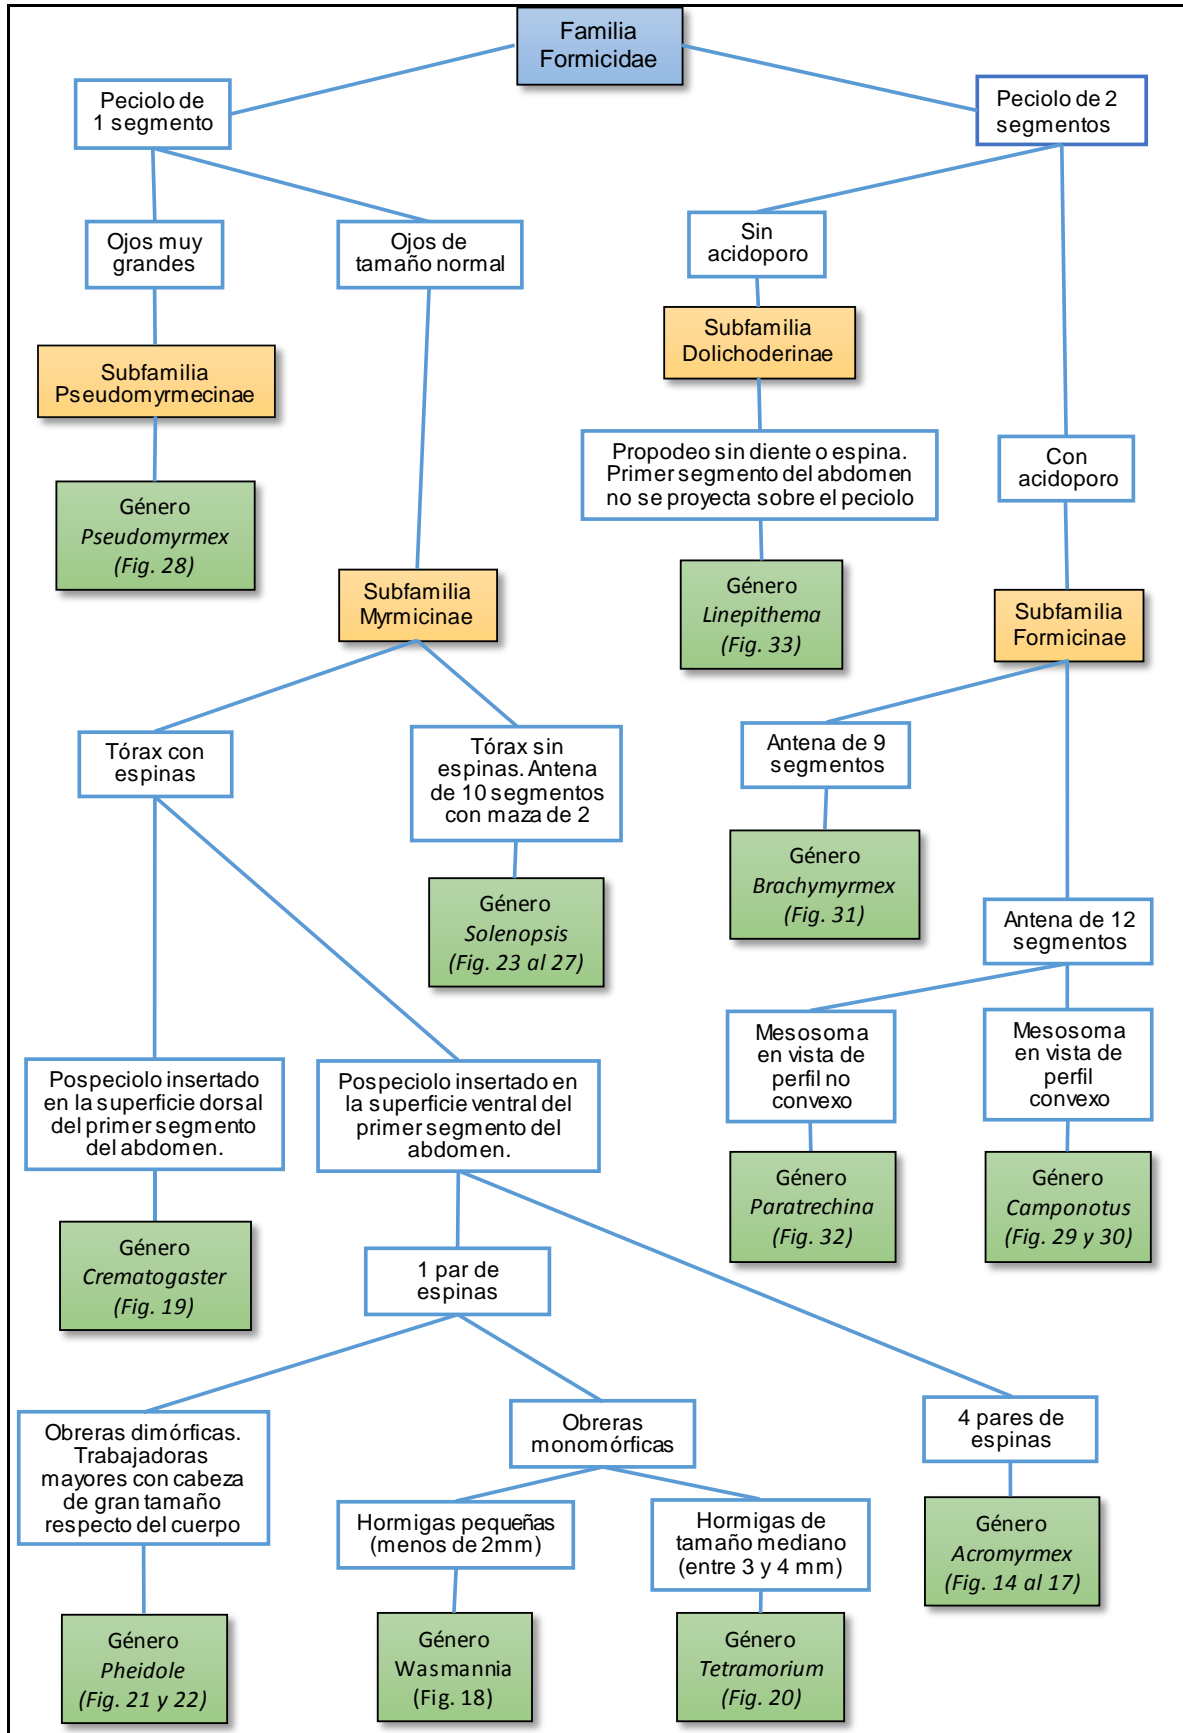 Familia
Formicidae
Peciolo de
1 segmento
Peciolo de 2
segmentos
Ojos muy
grandes
Ojos de
tamaño normal
Sin
acidoporo
Subfamilia
Pseudomyrmecinae
Subfamilia
Dolichoderinae
Propodeo sin diente o espina.
Primer segmento del abdomen
no se proyecta sobre el peciolo
Con
acidoporo
Género
Pseudomyrmex
(Fig. 28)
Subfamilia
Myrmicinae
Género
Linepithema
(Fig. 33)
Subfamilia
Formicinae
Tórax con
espinas
Tórax sin
espinas. Antena
de 10 segmentos
con maza de 2
Antena de 9
segmentos
Género
Solenopsis
(Fig. 23 al 27)
Género
Brachymyrmex
(Fig. 31)
Antena de 12
segmentos
Pospeciolo insertado
en la superficie dorsal
del primer segmento
del abdomen.
Pospeciolo insertado en
la superficie ventral del
primer segmento del
abdomen.
Mesosoma
en vista de
perfil no
convexo
Mesosoma
en vista de
perfil
convexo
Género
Crematogaster
(Fig. 19)
Género
Paratrechina
(Fig. 32)
Género
Camponotus
(Fig. 29 y 30)
1 par de
espinas
Obreras dimórficas.
Trabajadoras
mayores con cabeza
de gran tamaño
respecto del cuerpo
Obreras
monomórficas
4 pares de
espinas
Hormigas pequeñas
(menos de 2mm)
Hormigas de
tamaño mediano
(entre 3 y 4 mm)
Género
Acromyrmex
(Fig. 14 al 17)
Género
Pheidole
(Fig. 21 y 22)
Género
Wasmannia
(Fig. 18)
Género
Tetramorium
(Fig. 20)